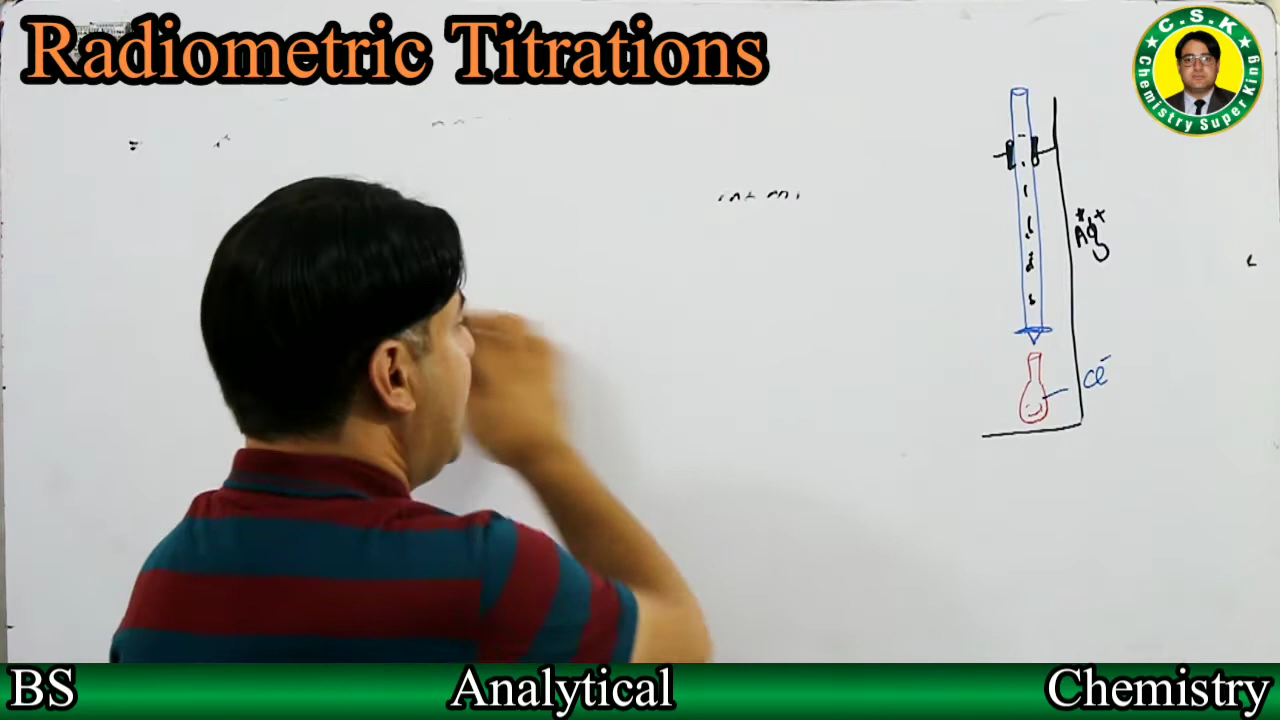 Radiometric Titrations
C.S.K
Chemistry Super King
*Ag+
Cl-
BS Analytical Chemistry